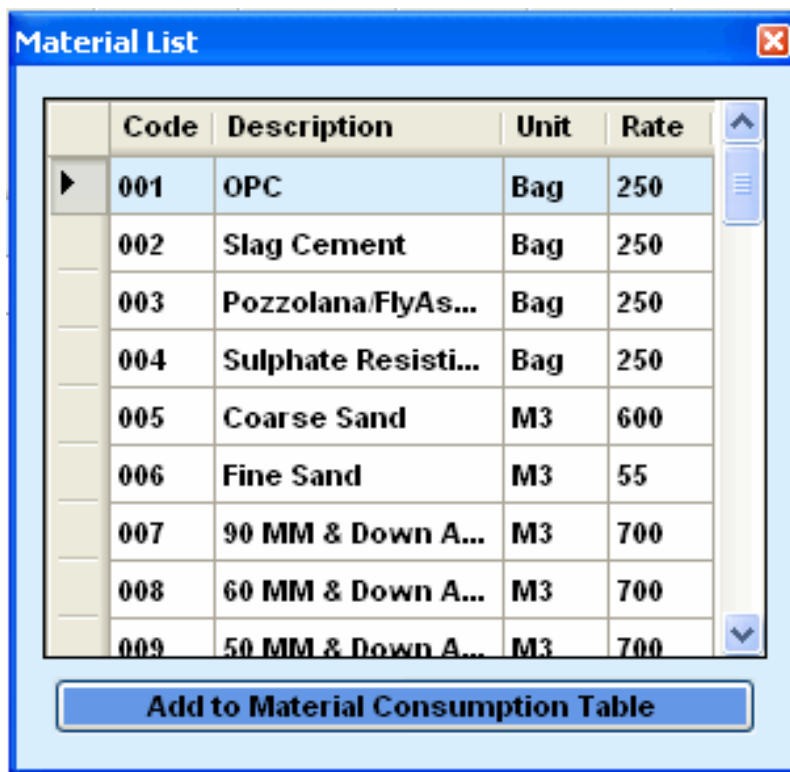 Material List
Code Description Unit Rate
001 OPC Bag 250
002 Slag Cement Bag 250
003 Pozzolana/FlyAs... Bag 250
004 Sulphate Resisti... Bag 250
005 Coarse Sand M3 600
006 Fine Sand M3 55
007 90 MM & Down A... M3 700
008 60 MM & Down A... M3 700
009 50 MM & Down A... M3 700
Add to Material Consumption Table